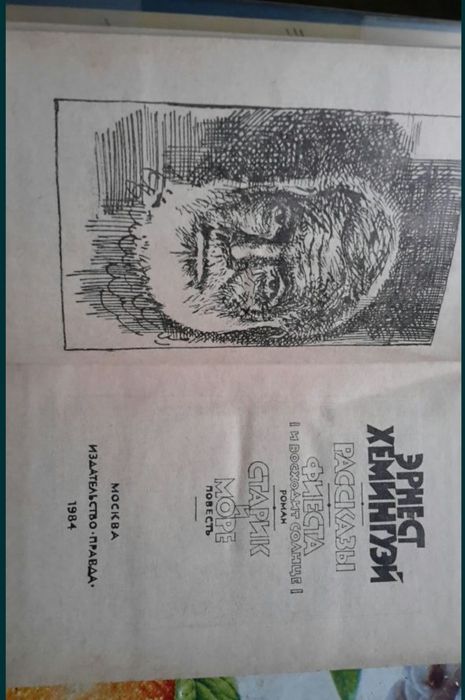 ЭРНЕСТ
ХЕМИНГУЭЙ
РАССКАЗЫ
ФИЕСТА
| И ВОСХОДИТ СОЛНЦЕ |
РОМАН
СТАРИК
И
МОРЕ
ПОВЕСТЬ
МОСКВА
ИЗДАТЕЛЬСТВО «ПРАВДА»
1984